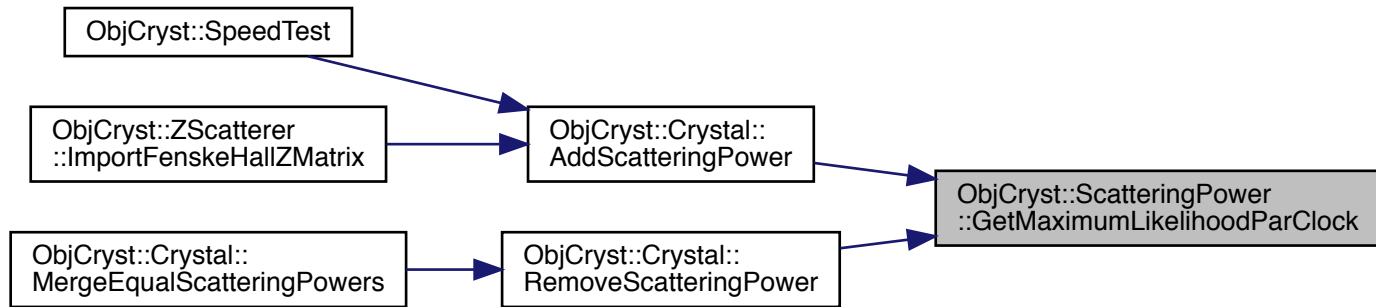 ObjCryst::SpeedTest
ObjCryst::ZScatterer
::ImportFenskeHallZMatrix
ObjCryst::Crystal::
AddScatteringPower
ObjCryst::ScatteringPower
::GetMaximumLikelihoodParClock
ObjCryst::Crystal::
MergeEqualScatteringPowers
ObjCryst::Crystal::
RemoveScatteringPower